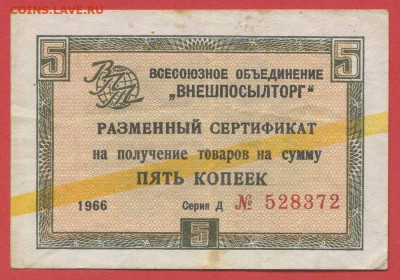 COINS.LAVE.RU
5 5
ВПТ
ВСЕСОЮЗНОЕ ОБЪЕДИНЕНИЕ
„ВНЕШПОСЫЛТОРГ"
РАЗМЕННЫЙ СЕРТИФИКАТ
на получение товаров на сумму
ПЯТЬ КОПЕЕК
1966 Серия Д № 528372
5